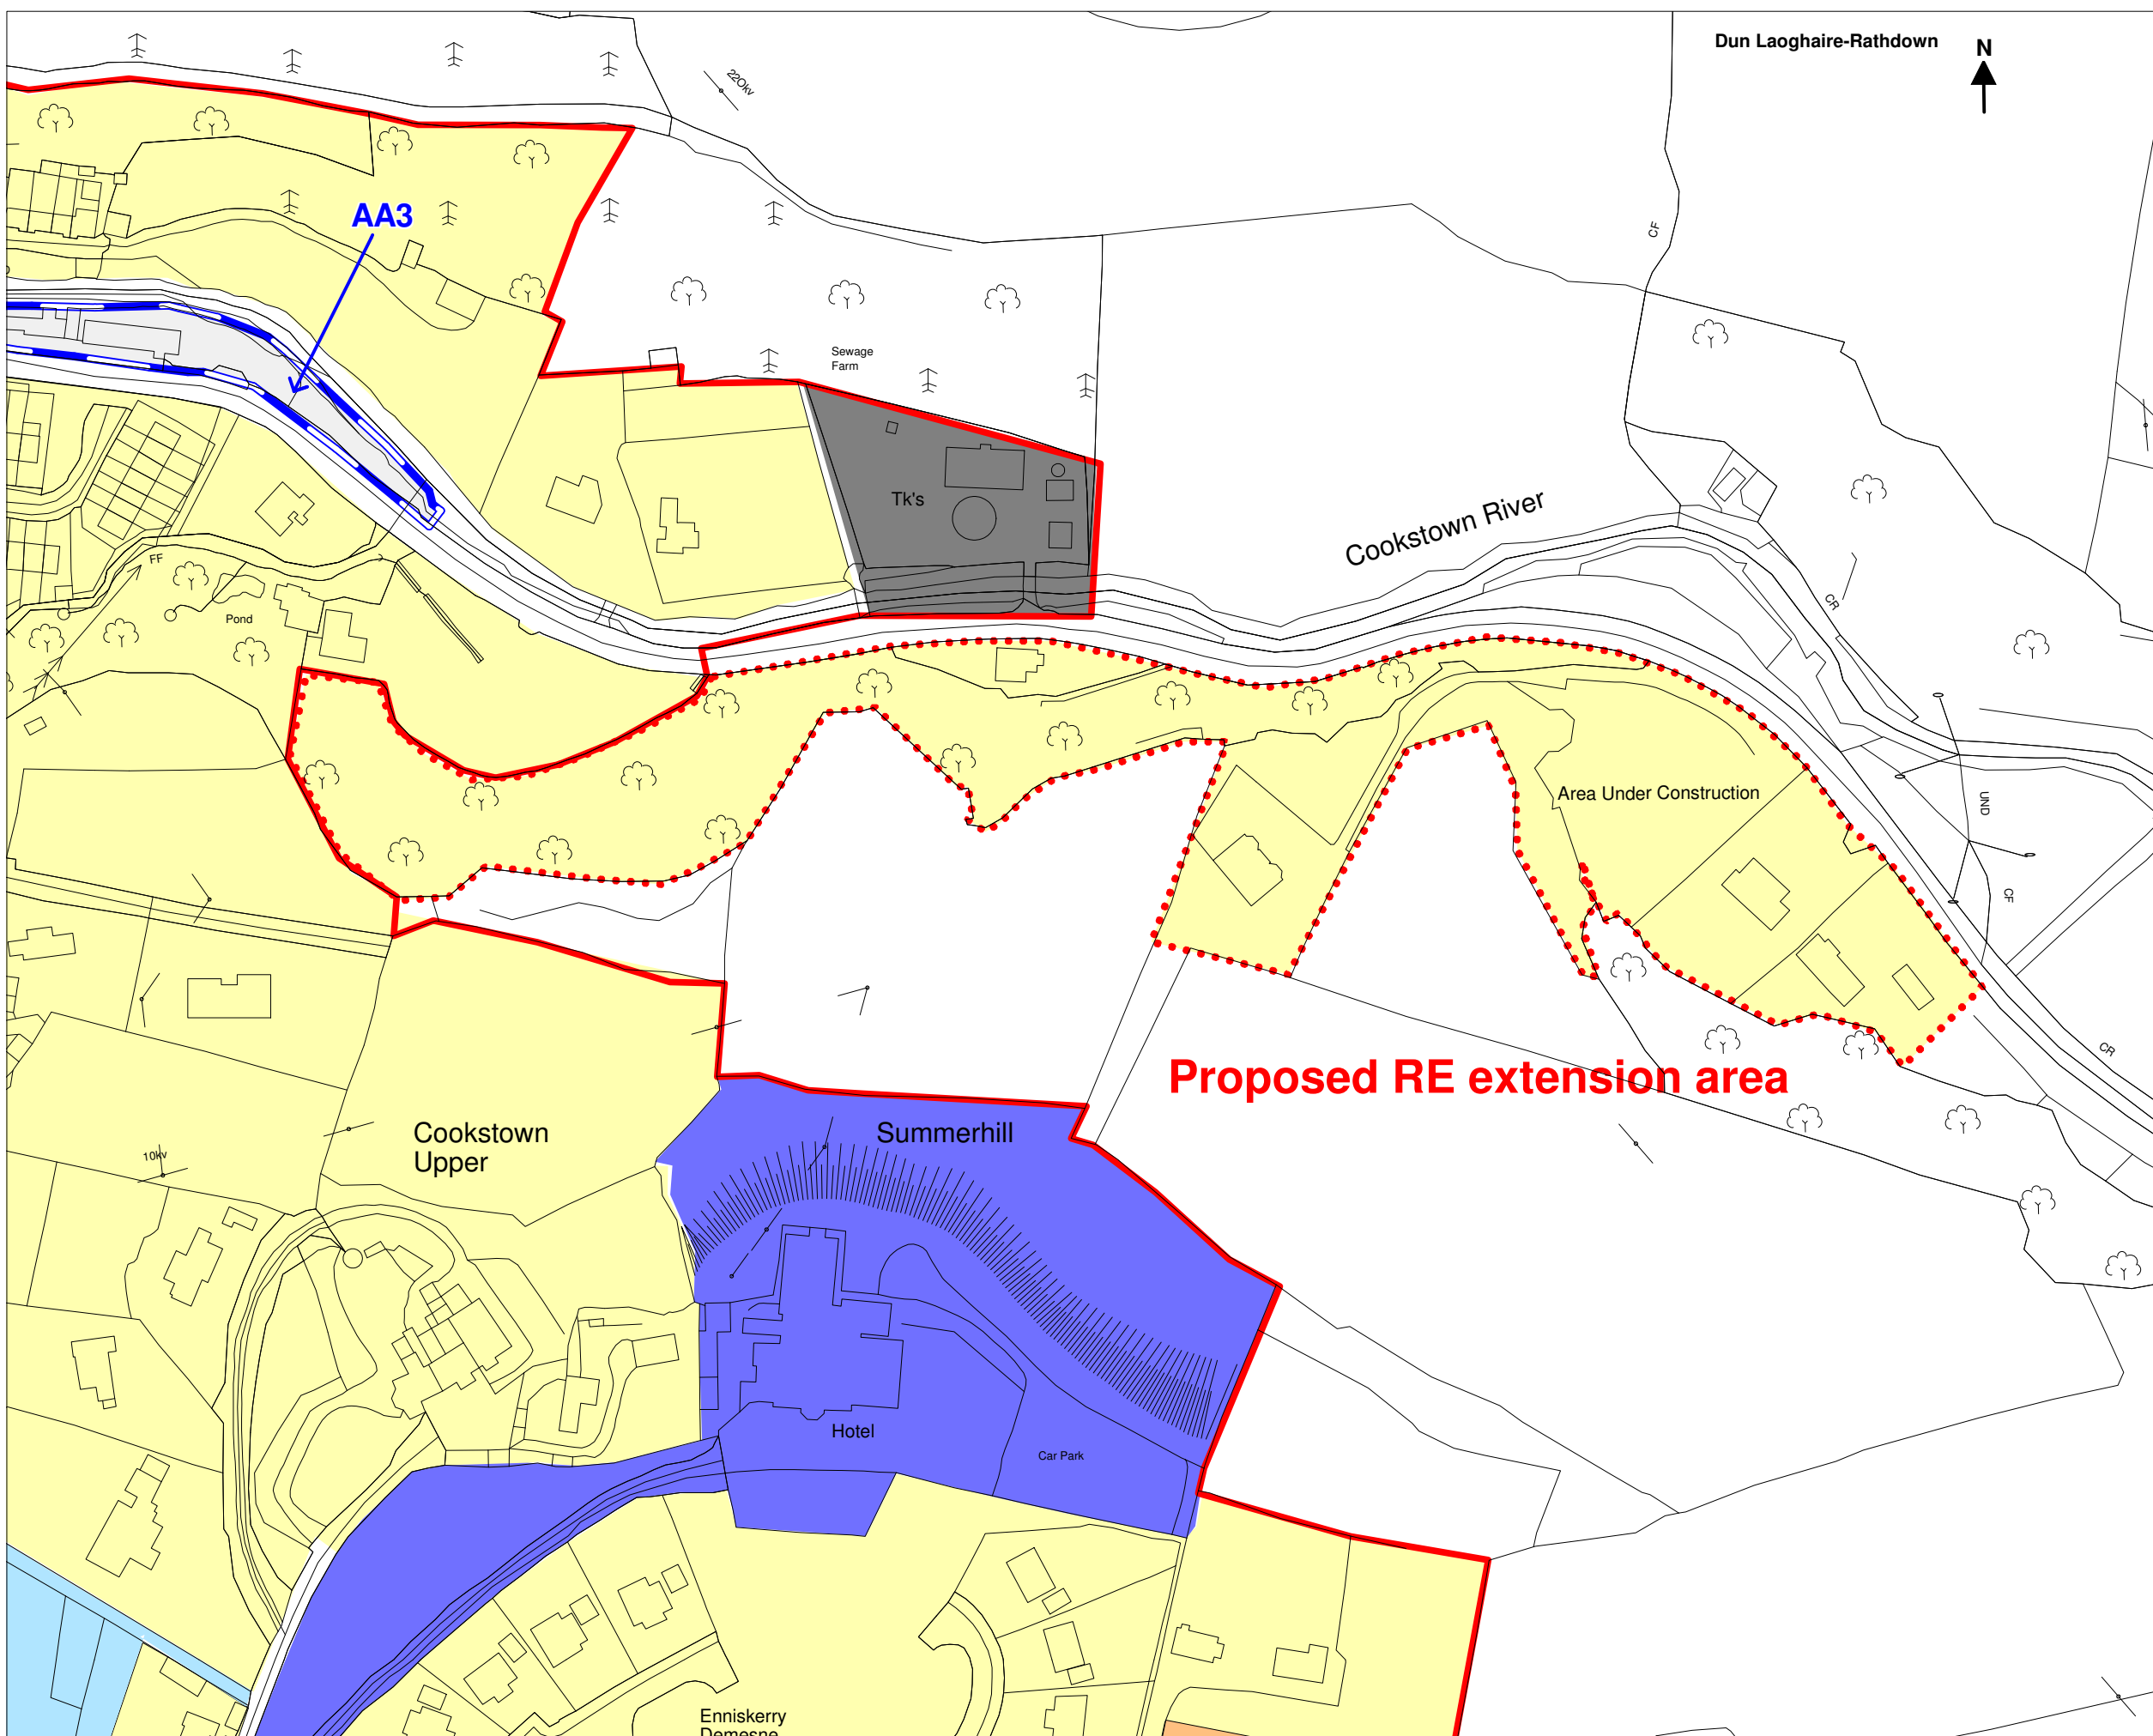 Dun Laoghaire-Rathdown
N
220kv
AA3
CF
Sewage
Farm
Tk's
Cookstown River
FF
Pond
CR
Area Under Construction
UND
CF
CR
Proposed RE extension area
Cookstown
Upper
Summerhill
10kv
Hotel
Car Park
Enniskerry
Demesne